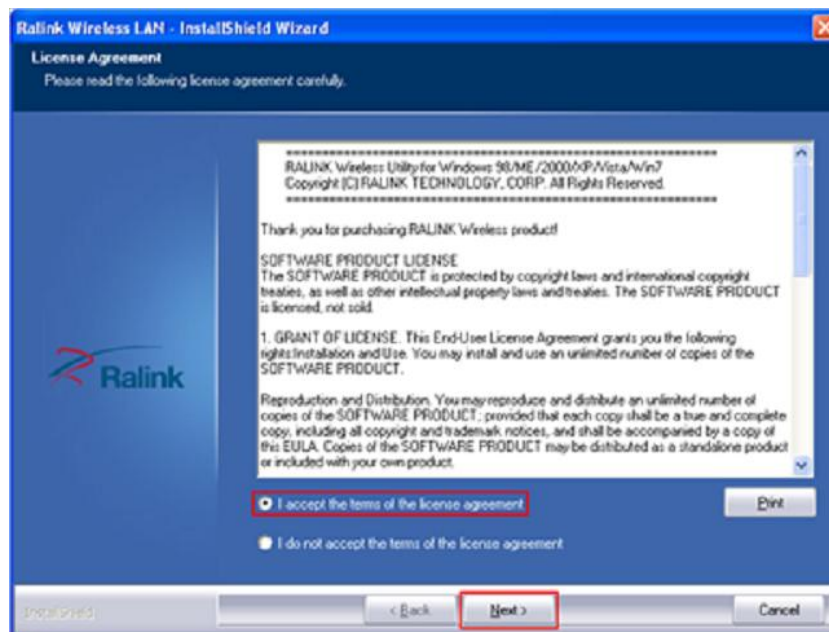 Ralink Wireless LAN - InstallShield Wizard
License Agreement
Please read the following license agreement carefully.
RALINK Wireless Utility for Windows 98/ME/2000/XP/Vista/Win7
Copyright (C) RALINK TECHNOLOGY, CORP. All Rights Reserved.
Thank you for purchasing RALINK Wireless product!
SOFTWARE PRODUCT LICENSE
The SOFTWARE PRODUCT is protected by copyright laws and international copyright
treaties, as well as other intellectual property laws and treaties. The SOFTWARE PRODUCT
is licensed, not sold.
1. GRANT OF LICENSE. This End-User License Agreement grants you the following
rights:Installation and Use. You may install and use an unlimited number of copies of the
SOFTWARE PRODUCT.
Reproduction and Distribution. You may reproduce and distribute an unlimited number of
copies of the SOFTWARE PRODUCT; provided that each copy shall be a true and complete
copy, including all copyright and trademark notices, and shall be accompanied by a copy of
this EULA. Copies of the SOFTWARE PRODUCT may be distributed as a standalone product
or included with your own product.
Ralink
I accept the terms of the license agreement
Print
I do not accept the terms of the license agreement
InstallShield
< Back
Next >
Cancel